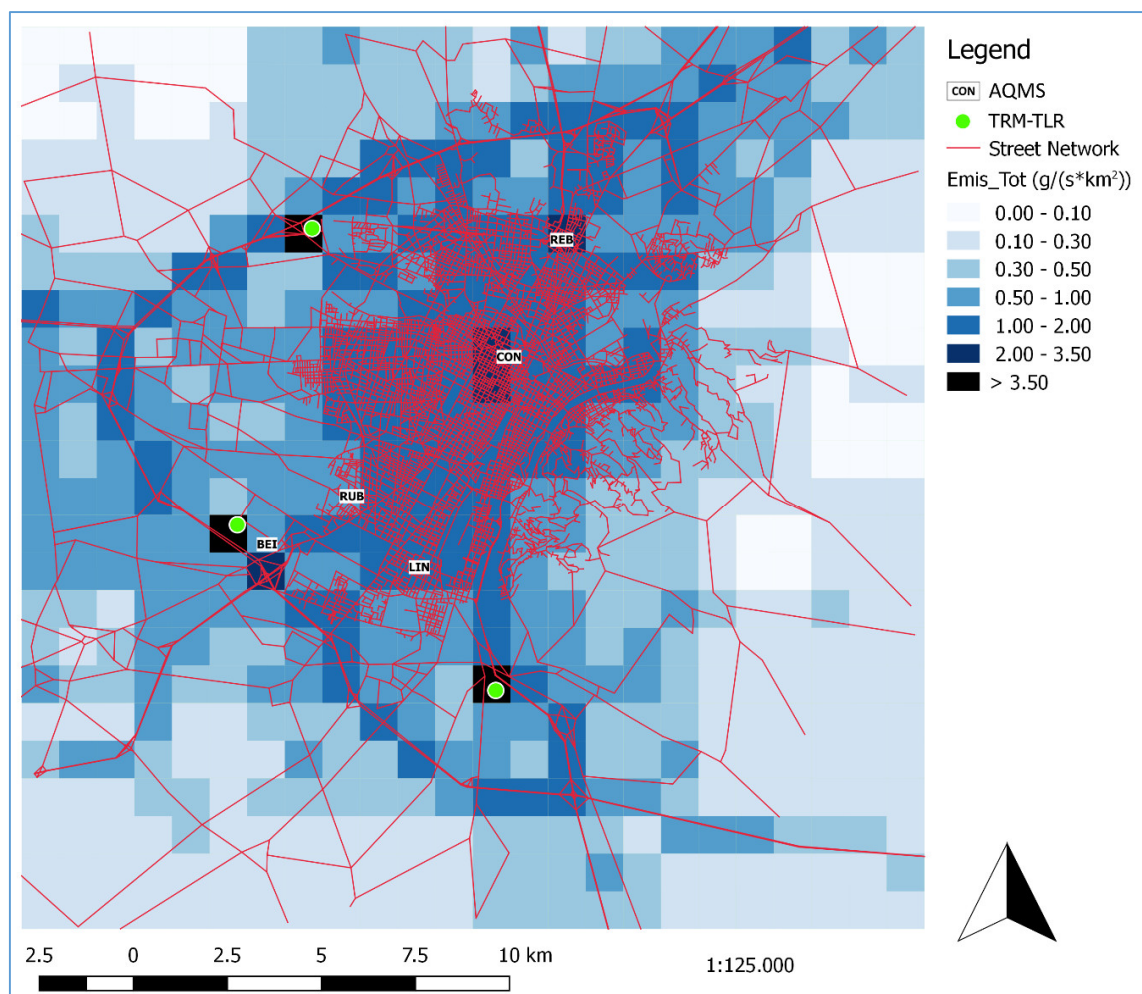 Legend
CON AQMS
TRM-TLR
Street Network
Emis_Tot (g/(s*km²))
0.00 - 0.10
0.10 - 0.30
0.30 - 0.50
0.50 - 1.00
1.00 - 2.00
2.00 - 3.50
> 3.50
REB
CON
RUB
BEI
LIN
2.5 0 2.5 5 7.5 10 km
1:125.000